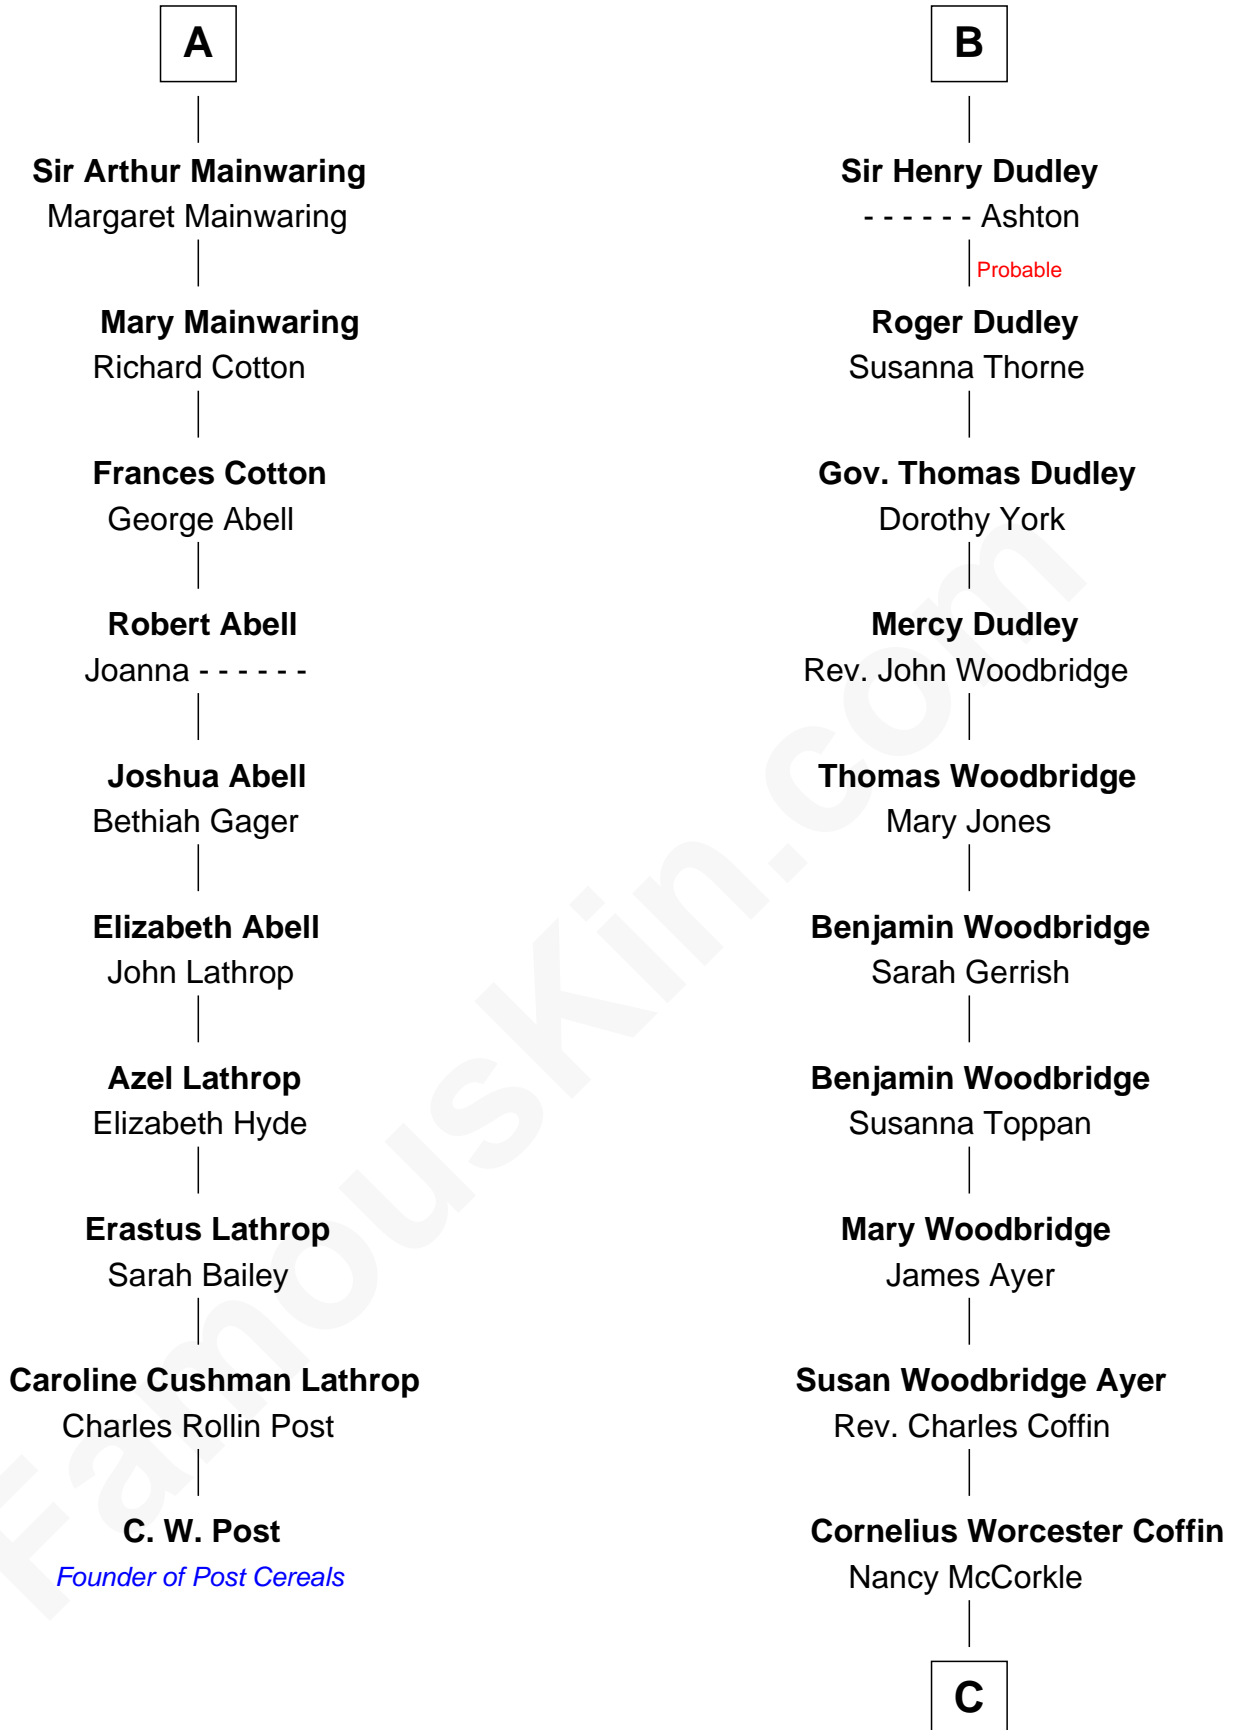 A
Sir Arthur Mainwaring
Margaret Mainwaring
Mary Mainwaring
Richard Cotton
Frances Cotton
George Abell
Robert Abell
Joanna - - - - - -
Joshua Abell
Bethiah Gager
Elizabeth Abell
John Lathrop
Azel Lathrop
Elizabeth Hyde
Erastus Lathrop
Sarah Bailey
Caroline Cushman Lathrop
Charles Rollin Post
C. W. Post
Founder of Post Cereals
B
Sir Henry Dudley
- - - - - - Ashton
Probable
Roger Dudley
Susanna Thorne
Gov. Thomas Dudley
Dorothy York
Mercy Dudley
Rev. John Woodbridge
Thomas Woodbridge
Mary Jones
Benjamin Woodbridge
Sarah Gerrish
Benjamin Woodbridge
Susanna Toppan
Mary Woodbridge
James Ayer
Susan Woodbridge Ayer
Rev. Charles Coffin
Cornelius Worcester Coffin
Nancy McCorkle
C
FamousKin.com